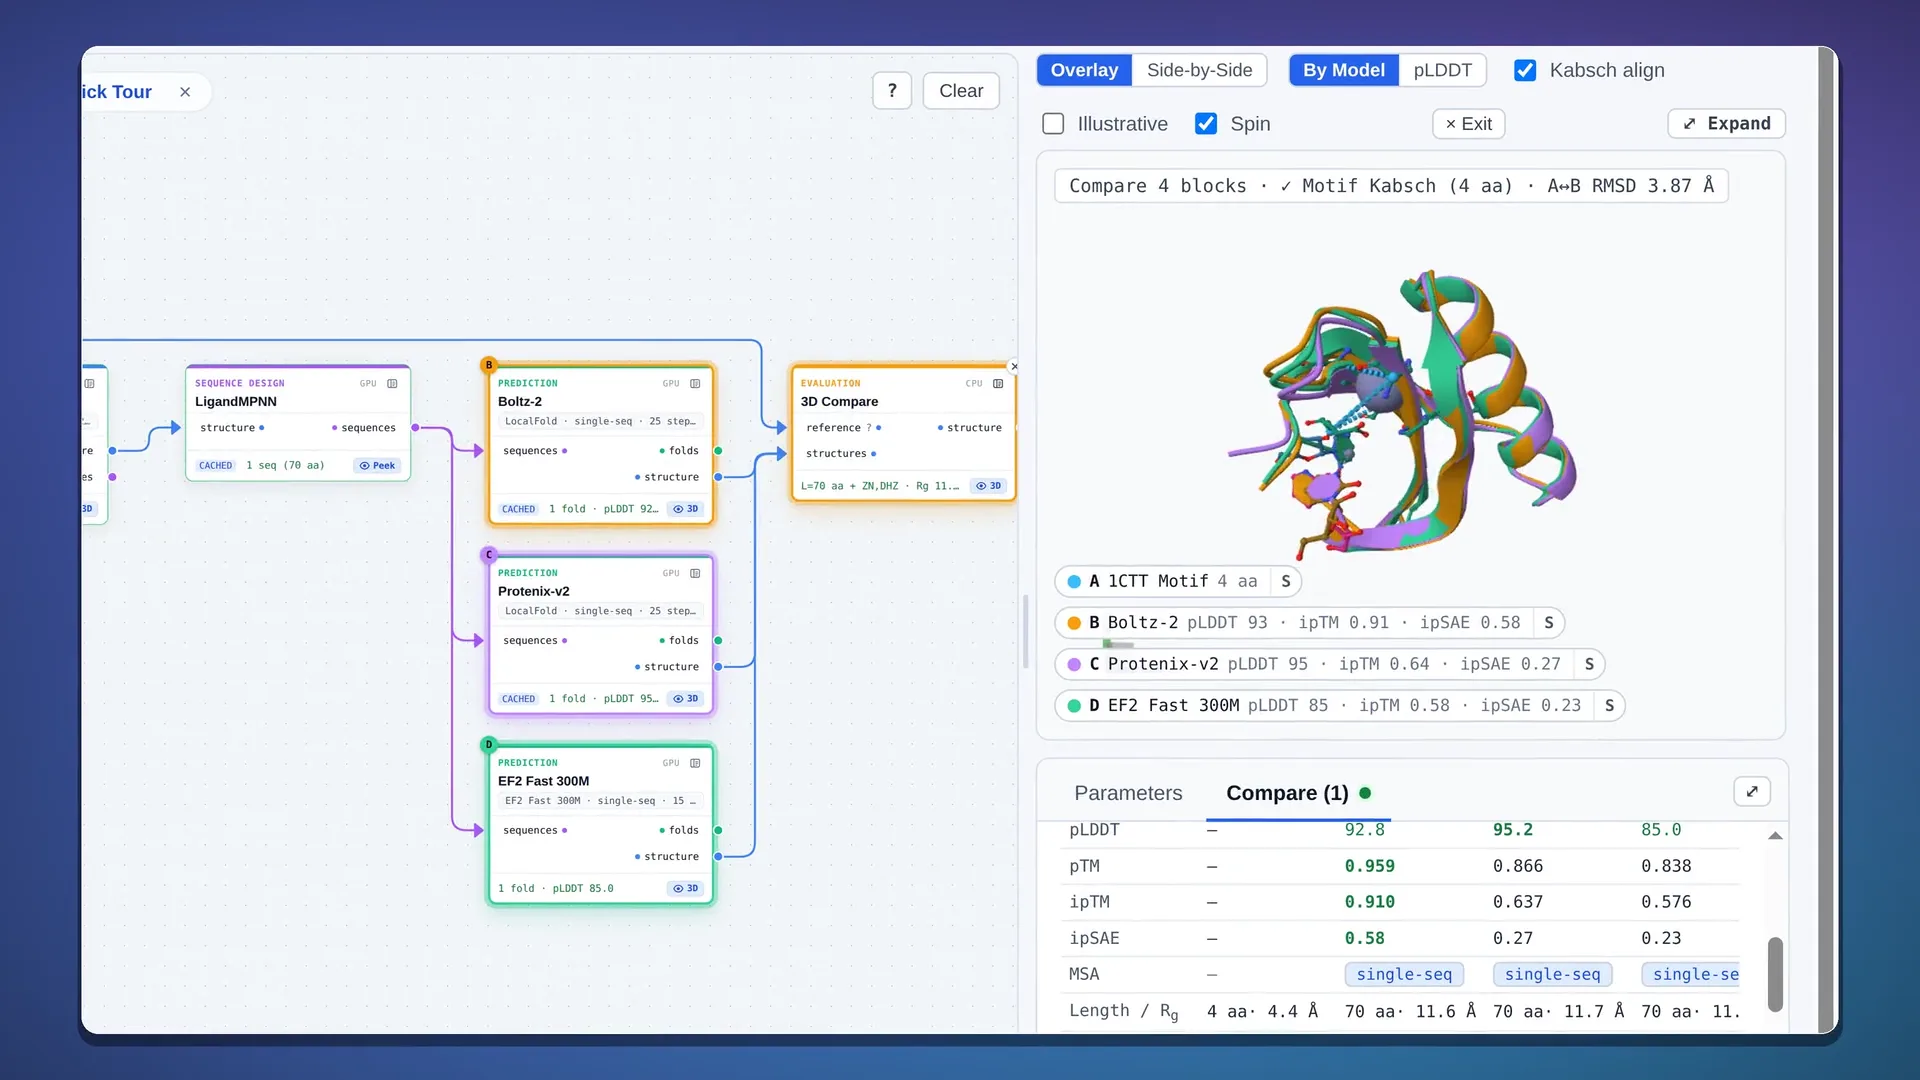 ick Tour ×
? Clear
re
es
3D
SEQUENCE DESIGN GPU
LigandMPNN
structure sequences
CACHED 1 seq (70 aa) Peek
B
PREDICTION GPU
Boltz-2
LocalFold · single-seq · 25 step…
sequences folds
structure
CACHED 1 fold · pLDDT 92… 3D
C
PREDICTION GPU
Protenix-v2
LocalFold · single-seq · 25 step…
sequences folds
structure
CACHED 1 fold · pLDDT 95… 3D
D
PREDICTION GPU
EF2 Fast 300M
EF2 Fast 300M · single-seq · 15 …
sequences folds
structure
1 fold · pLDDT 85.0 3D
×
EVALUATION CPU
3D Compare
reference ? structure
structures
L=70 aa + ZN,DHZ · Rg 11.… 3D
Overlay Side-by-Side By Model pLDDT Kabsch align
Illustrative Spin × Exit Expand
Compare 4 blocks · ✓ Motif Kabsch (4 aa) · A↔B RMSD 3.87 Å
A 1CTT Motif 4 aa S
B Boltz-2 pLDDT 93 · ipTM 0.91 · ipSAE 0.58 S
C Protenix-v2 pLDDT 95 · ipTM 0.64 · ipSAE 0.27 S
D EF2 Fast 300M pLDDT 85 · ipTM 0.58 · ipSAE 0.23 S
Parameters Compare (1)
pLDDT — 92.8 95.2 85.0
pTM — 0.959 0.866 0.838
ipTM — 0.910 0.637 0.576
ipSAE — 0.58 0.27 0.23
MSA — single-seq single-seq single-se
Length / Rg 4 aa· 4.4 Å 70 aa· 11.6 Å 70 aa· 11.7 Å 70 aa· 11.